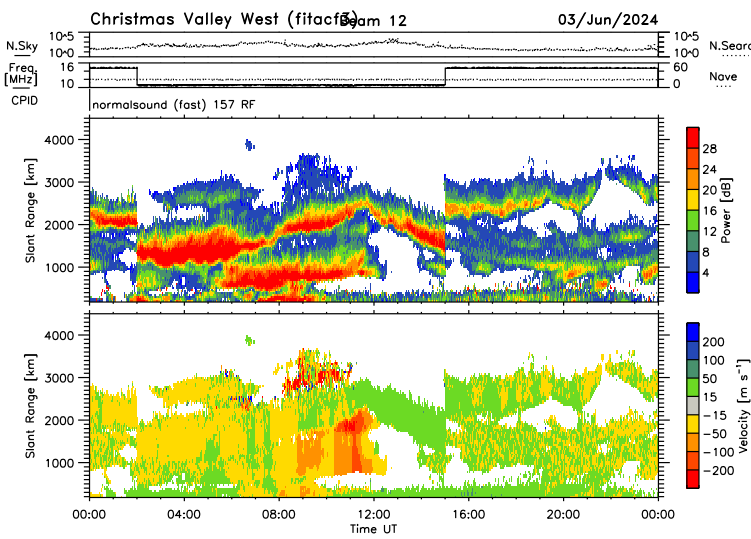 Christmas Valley West (fitacf3)
Beam 12
03/Jun/2024
N.Sky
10^5
10^0
10^5
10^0
N.Searc
Freq
[MHz]
16
10
60
0
Nave
CPID
normalsound (fast) 157 RF
Slant Range [km]
4000
3000
2000
1000
28
24
20
16
12
8
4
Power [dB]
Slant Range [km]
4000
3000
2000
1000
200
100
50
15
-15
-50
-100
-200
Velocity [m s⁻¹]
00:00 04:00 08:00 12:00 16:00 20:00 00:00
Time UT